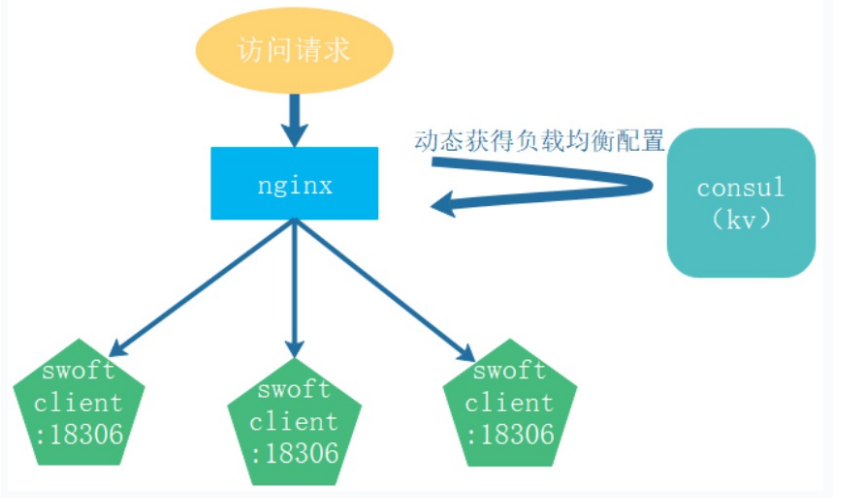 访问请求
动态获得负载均衡配置
nginx
consul
（kv）
swoft
client
:18306
swoft
client
:18306
swoft
client
:18306